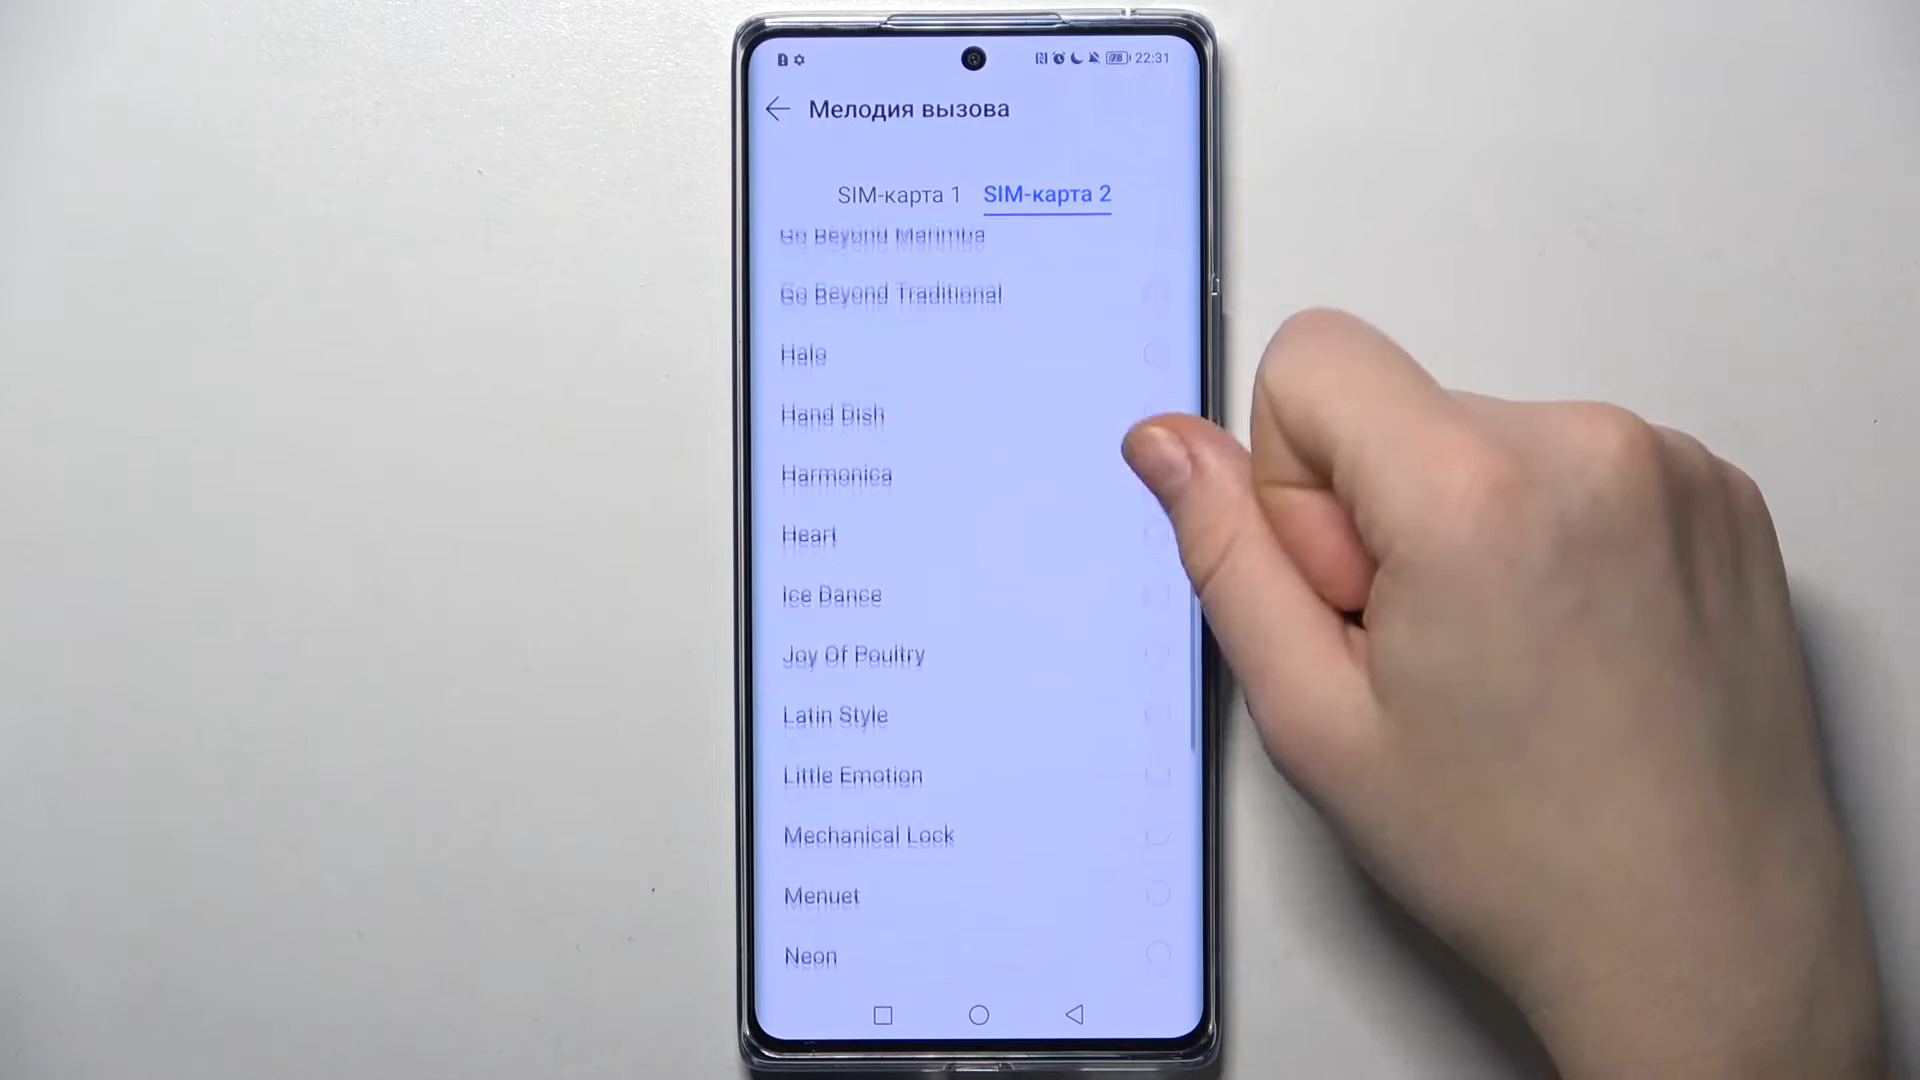 78 22:31
Мелодия вызова
SIM-карта 1 SIM-карта 2
Go Beyond Marimba
Go Beyond Traditional
Halo
Hand Dish
Harmonica
Heart
Ice Dance
Joy Of Poultry
Latin Style
Little Emotion
Mechanical Lock
Menuet
Neon